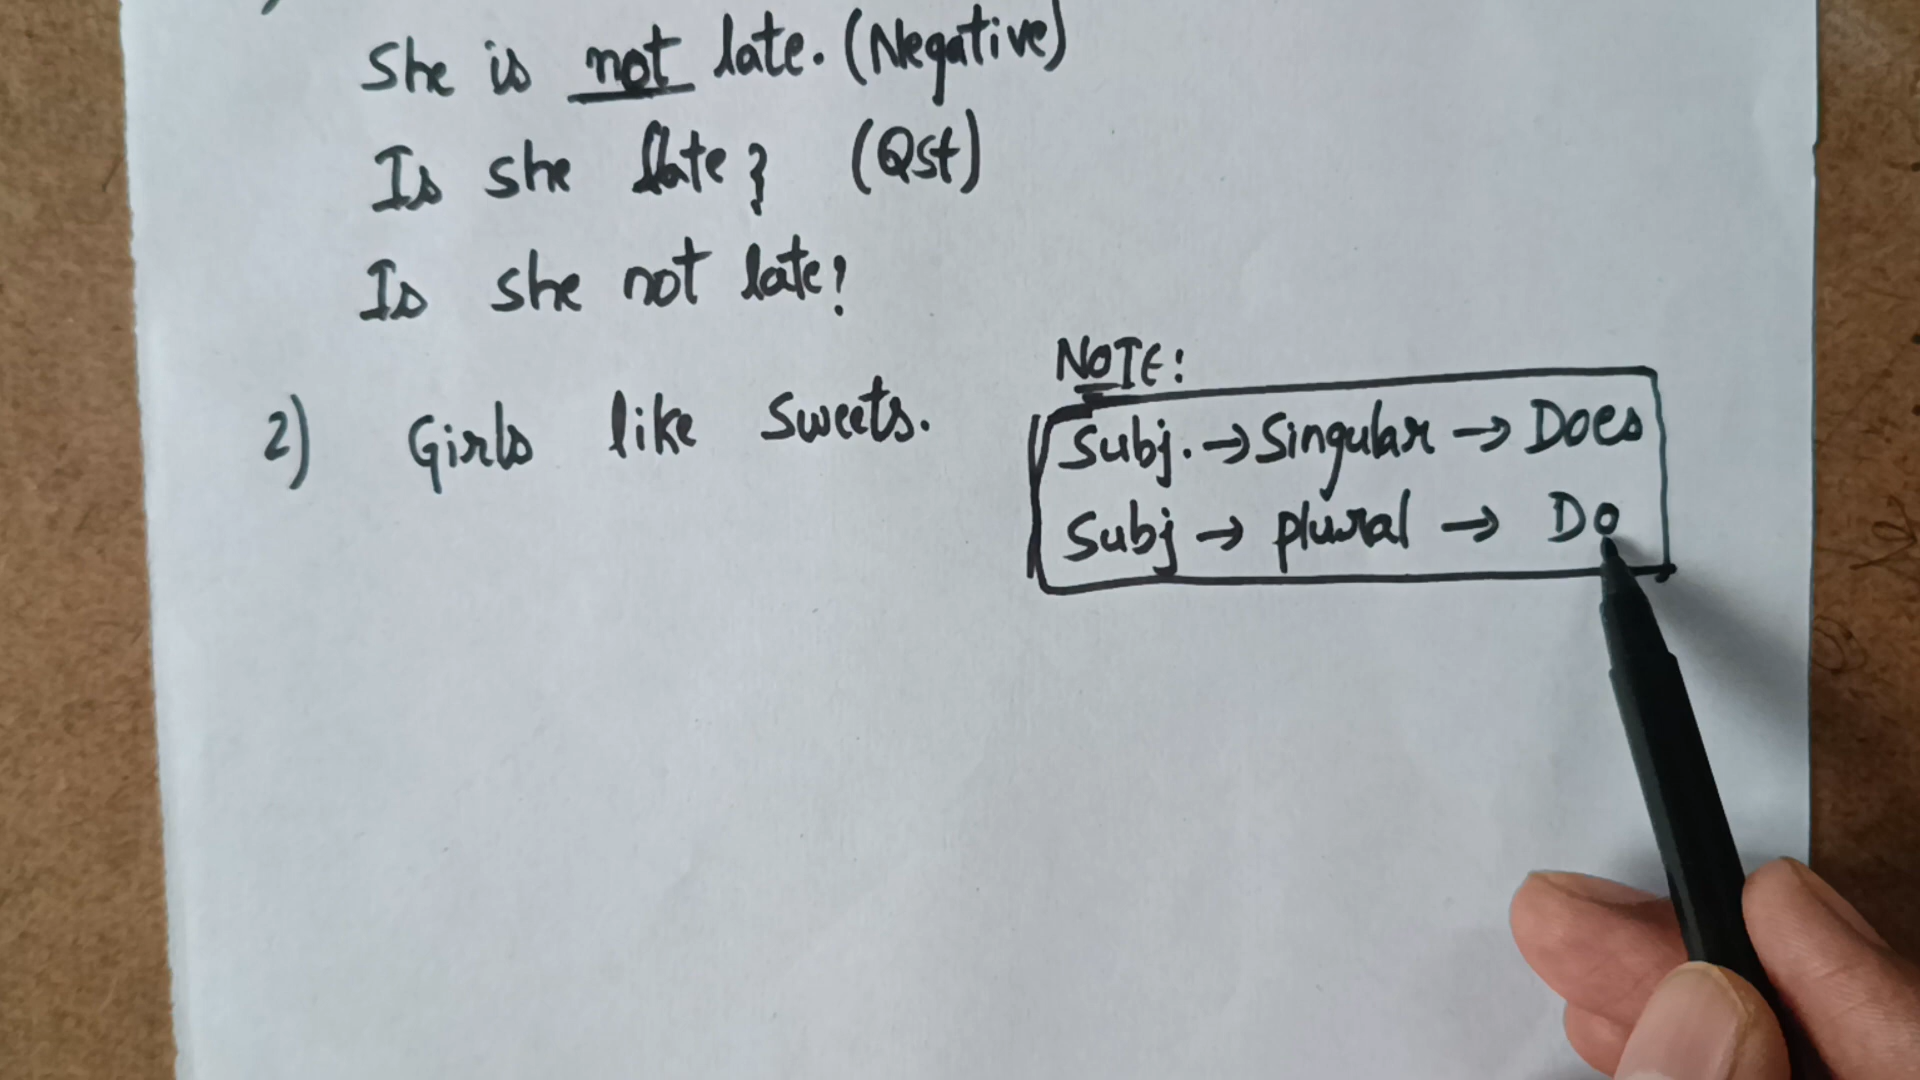 She is not late. (Negative)
Is she late? (Qst)
Is she not late?
NOTE:
2) Girls like sweets.
Subj. → Singular → Does
Subj → plural → Do